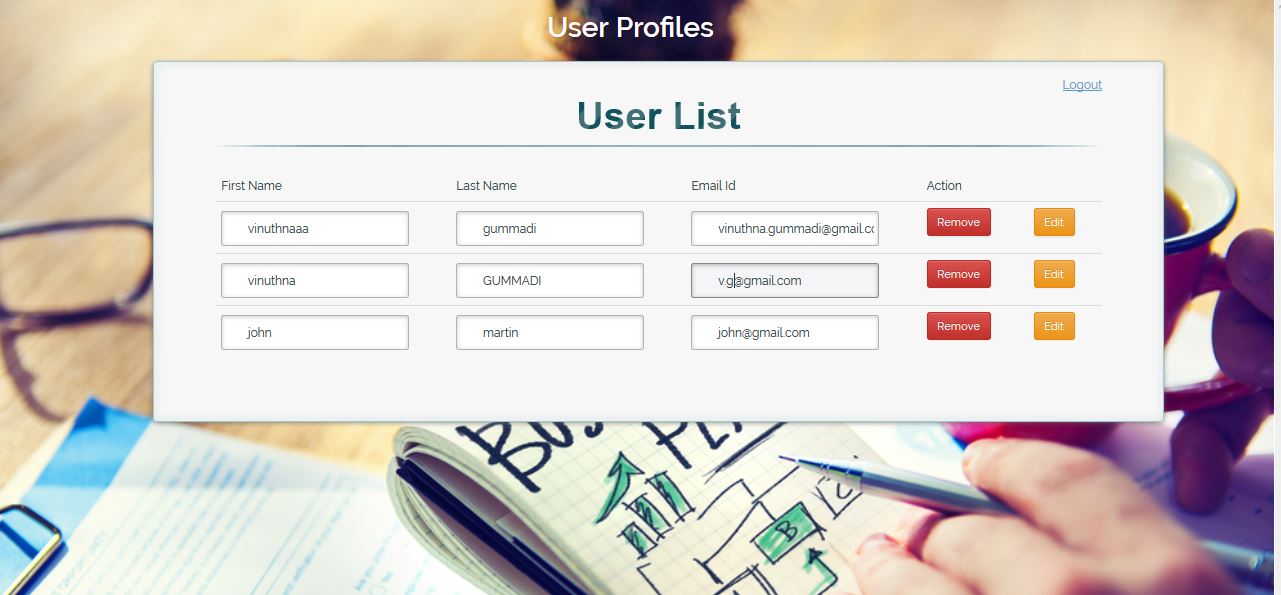 User Profiles
Logout
User List
First Name Last Name Email Id Action
vinuthnaaa gummadi vinuthna.gummadi@gmail.co Remove Edit
vinuthna GUMMADI v.g@gmail.com Remove Edit
john martin john@gmail.com Remove Edit
B